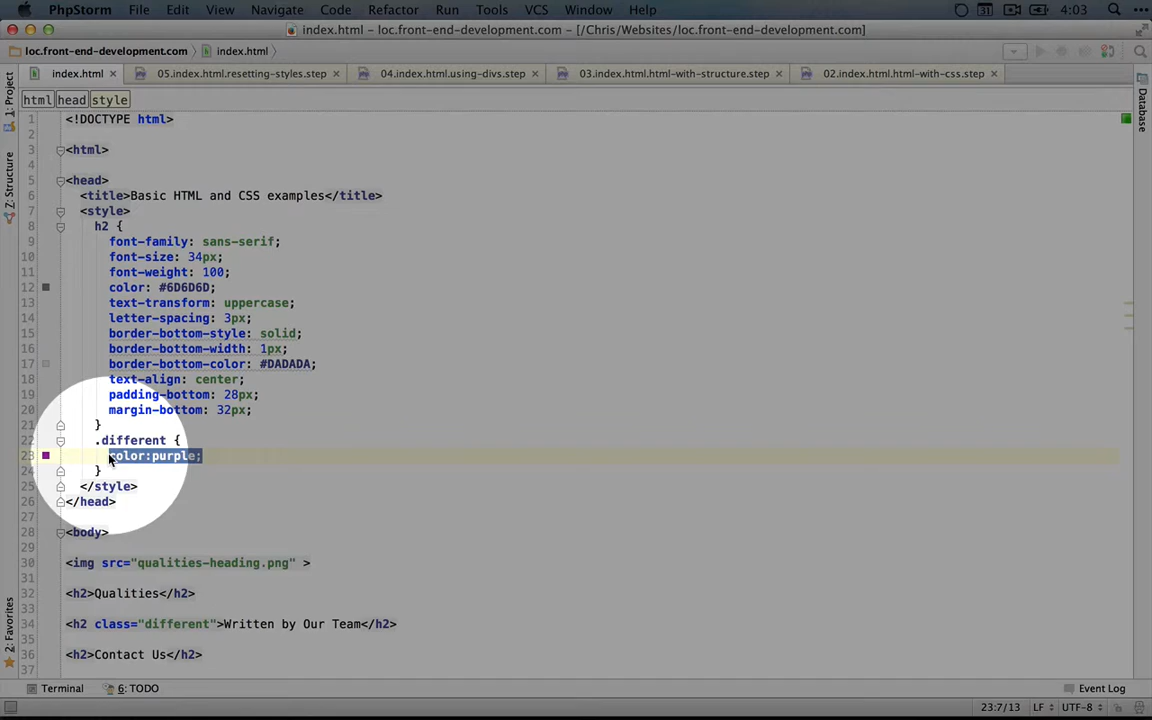 PhpStorm File Edit View Navigate Code Refactor Run Tools VCS Window Help 31 4:03
index.html – loc.front-end-development.com – [/Chris/Websites/loc.front-end-development.com]
loc.front-end-development.com index.html
index.html 05.index.html.resetting-styles.step 04.index.html.using-divs.step 03.index.html.html-with-structure.step 02.index.html.html-with-css.step
html head style
1 <!DOCTYPE html>
2
3 <html>
4
5 <head>
6 <title>Basic HTML and CSS examples</title>
7 <style>
8 h2 {
9 font-family: sans-serif;
10 font-size: 34px;
11 font-weight: 100;
12 color: #6D6D6D;
13 text-transform: uppercase;
14 letter-spacing: 3px;
15 border-bottom-style: solid;
16 border-bottom-width: 1px;
17 border-bottom-color: #DADADA;
18 text-align: center;
19 padding-bottom: 28px;
20 margin-bottom: 32px;
21 }
22 .different {
23 color:purple;
24 }
25 </style>
26 </head>
27
28 <body>
29
30 <img src="qualities-heading.png" >
31
32 <h2>Qualities</h2>
33
34 <h2 class="different">Written by Our Team</h2>
35
36 <h2>Contact Us</h2>
37
1: Project
Z: Structure
2: Favorites
Database
Terminal 6: TODO Event Log
23:7/13 LF UTF-8